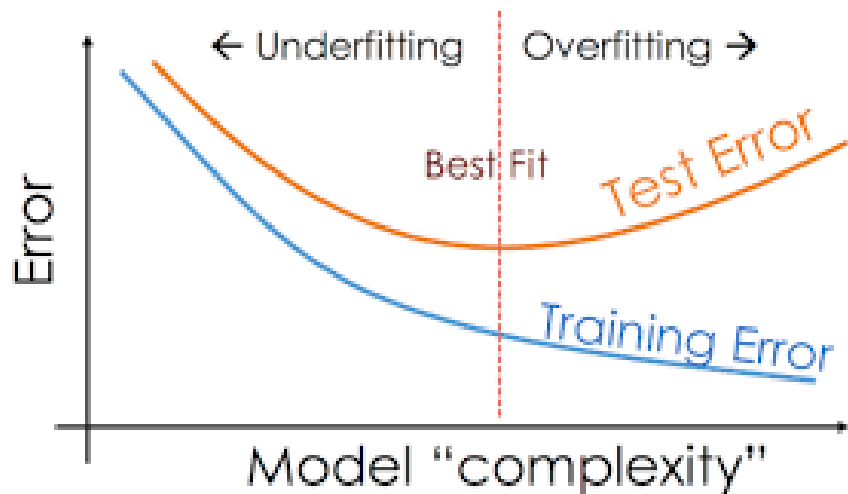 ← Underfitting
Overfitting →
Best Fit
Test Error
Error
Training Error
Model “complexity”